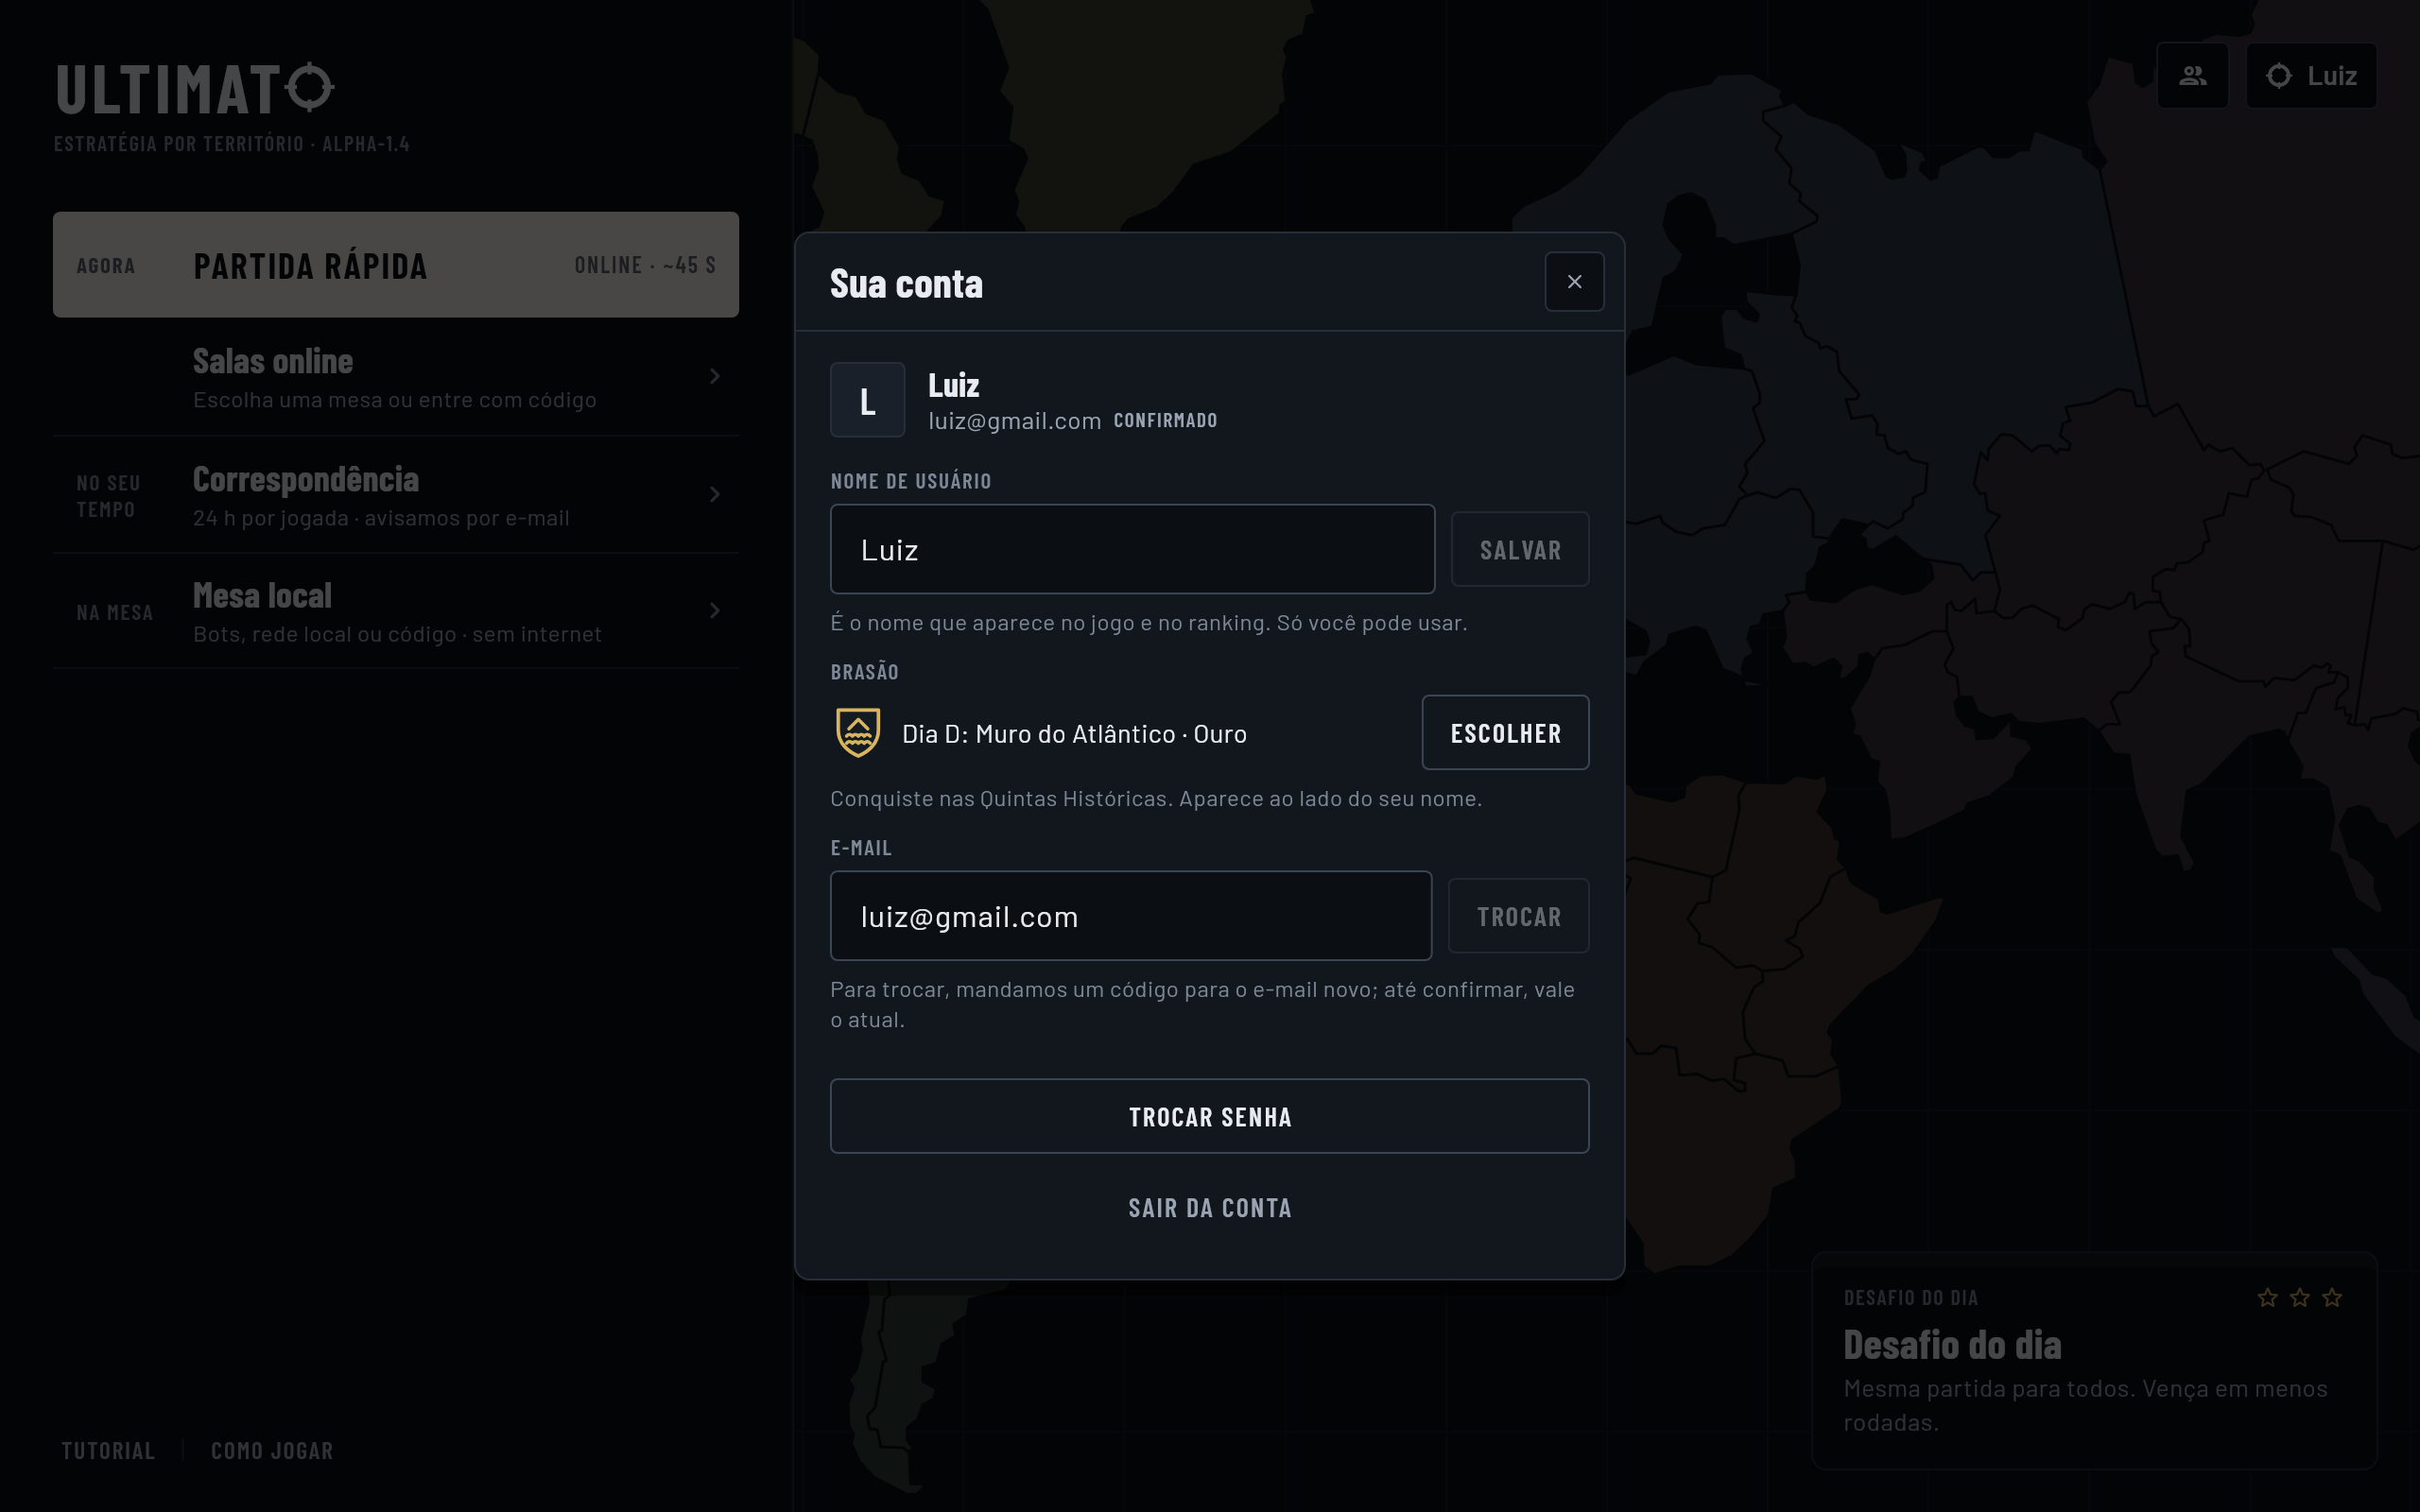 ULTIMATO
ESTRATÉGIA POR TERRITÓRIO · ALPHA-1.4
Luiz
AGORA
PARTIDA RÁPIDA
ONLINE · ~45 S
Salas online
Escolha uma mesa ou entre com código
NO SEU
TEMPO
Correspondência
24 h por jogada · avisamos por e-mail
NA MESA
Mesa local
Bots, rede local ou código · sem internet
TUTORIAL
COMO JOGAR
Sua conta
L
Luiz
luiz@gmail.com CONFIRMADO
NOME DE USUÁRIO
Luiz
SALVAR
É o nome que aparece no jogo e no ranking. Só você pode usar.
BRASÃO
Dia D: Muro do Atlântico · Ouro
ESCOLHER
Conquiste nas Quintas Históricas. Aparece ao lado do seu nome.
E-MAIL
luiz@gmail.com
TROCAR
Para trocar, mandamos um código para o e-mail novo; até confirmar, vale
o atual.
TROCAR SENHA
SAIR DA CONTA
DESAFIO DO DIA
Desafio do dia
Mesma partida para todos. Vença em menos
rodadas.